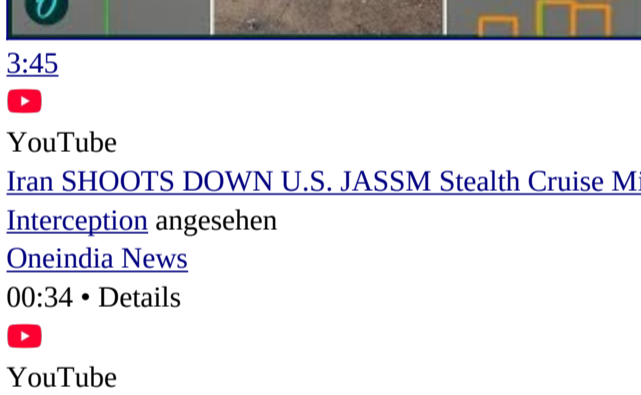 3:45
YouTube
Iran SHOOTS DOWN U.S. JASSM Stealth Cruise
Interception angesehen
Oneindia News
00:34 • Details
YouTube